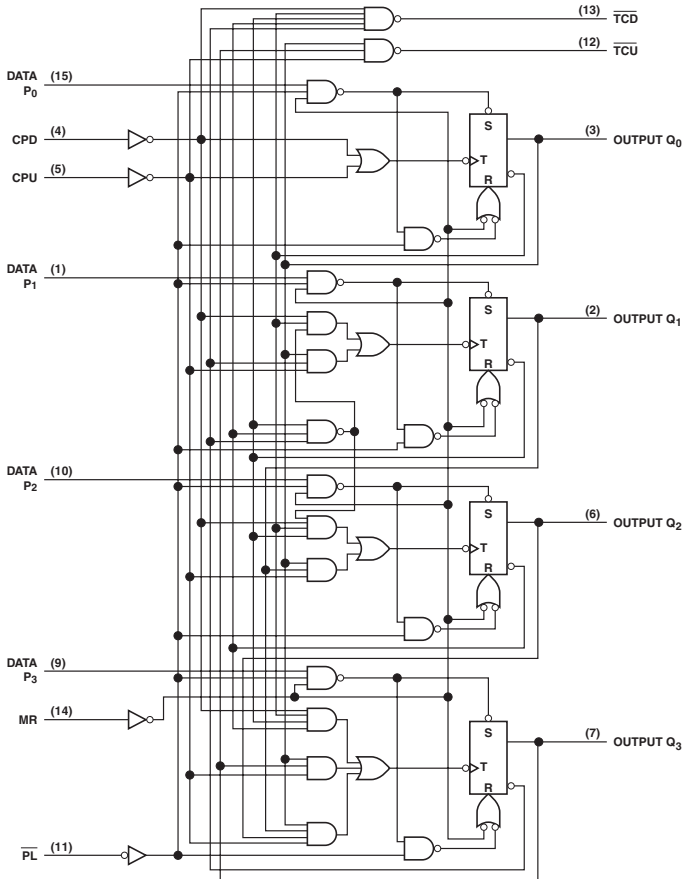 (13) TCD
(12) TCU
DATA (15)
P0
S
(3) OUTPUT Q0
CPD (4)
T
CPU (5)
R
DATA (1)
P1
S
(2) OUTPUT Q1
T
R
DATA (10)
P2
S
(6) OUTPUT Q2
T
R
DATA (9)
P3
MR (14)
S
(7) OUTPUT Q3
T
R
PL (11)